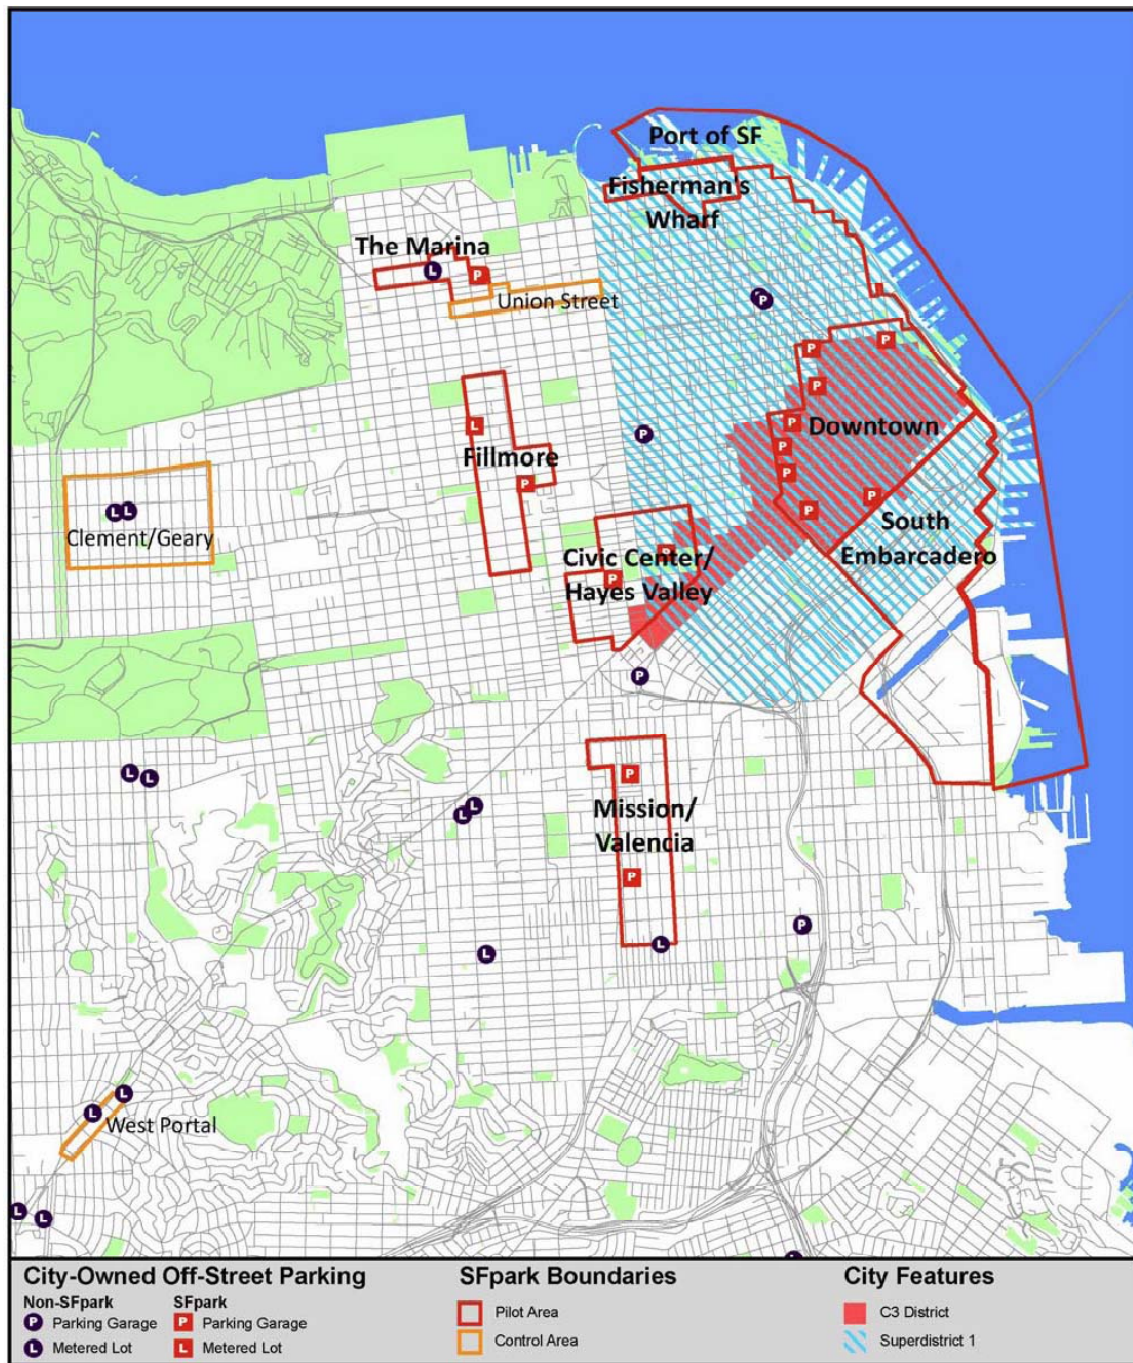 Port of SF
Fisherman's
Wharf
The Marina
L
P
Union Street
P
P
P
P
L
P
Downtown
P
Fillmore
P
P
P
P
P
L L
Clement/Geary
South
Embarcadero
P
Civic Center/
P
Hayes Valley
P
L
L
P
Mission/
Valencia
L
L
P
P
L
L
L
L
West Portal
L
L
P
City-Owned Off-Street Parking
Non-SFpark
SFpark
P Parking Garage
P Parking Garage
L Metered Lot
L Metered Lot
SFpark Boundaries
Pilot Area
Control Area
City Features
C3 District
Superdistrict 1